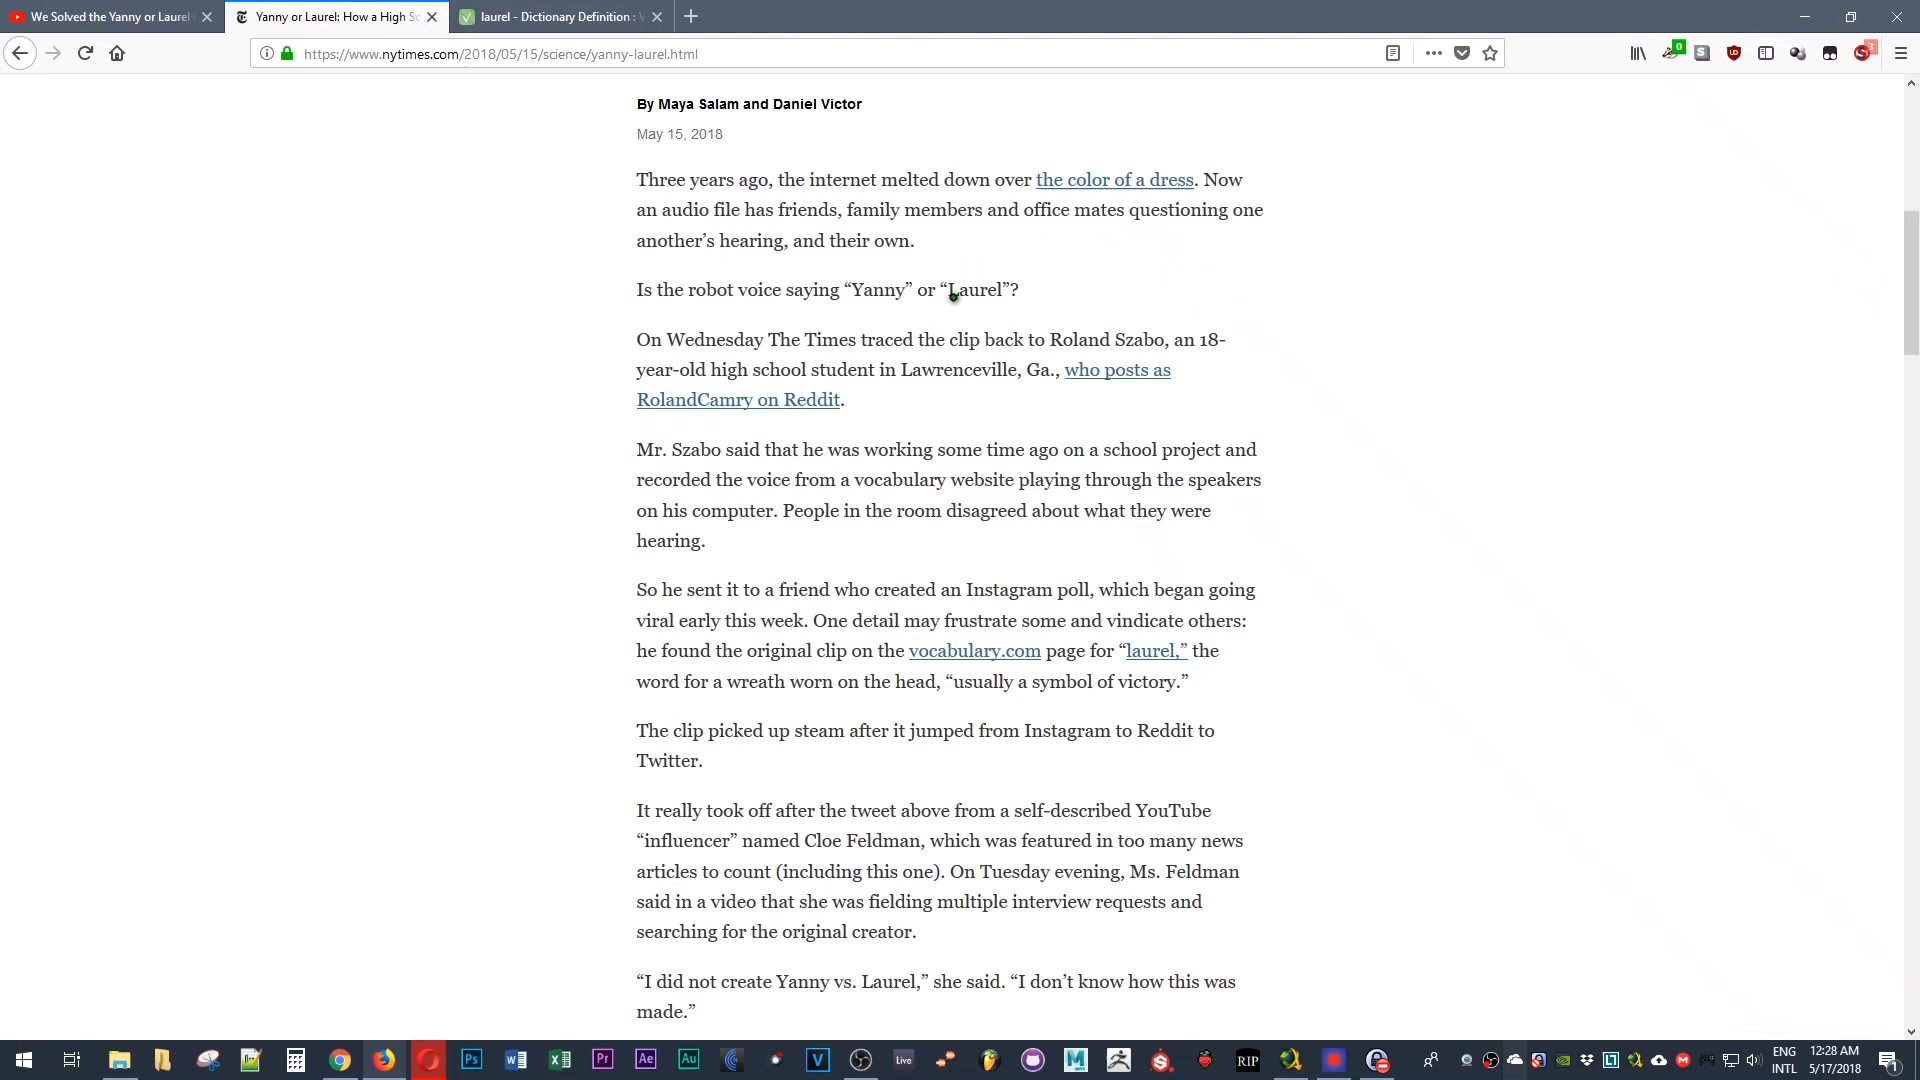 We Solved the Yanny or Laurel
Yanny or Laurel: How a High Sc
laurel - Dictionary Definition : V
https://www.nytimes.com/2018/05/15/science/yanny-laurel.html
0
3
By Maya Salam and Daniel Victor
May 15, 2018
Three years ago, the internet melted down over the color of a dress. Now
an audio file has friends, family members and office mates questioning one
another’s hearing, and their own.
Is the robot voice saying “Yanny” or “Laurel”?
On Wednesday The Times traced the clip back to Roland Szabo, an 18-
year-old high school student in Lawrenceville, Ga., who posts as
RolandCamry on Reddit.
Mr. Szabo said that he was working some time ago on a school project and
recorded the voice from a vocabulary website playing through the speakers
on his computer. People in the room disagreed about what they were
hearing.
So he sent it to a friend who created an Instagram poll, which began going
viral early this week. One detail may frustrate some and vindicate others:
he found the original clip on the vocabulary.com page for “laurel,” the
word for a wreath worn on the head, “usually a symbol of victory.”
The clip picked up steam after it jumped from Instagram to Reddit to
Twitter.
It really took off after the tweet above from a self-described YouTube
“influencer” named Cloe Feldman, which was featured in too many news
articles to count (including this one). On Tuesday evening, Ms. Feldman
said in a video that she was fielding multiple interview requests and
searching for the original creator.
“I did not create Yanny vs. Laurel,” she said. “I don’t know how this was
made.”
Ps
Pr
Ae
Au
V
Live
RIP
ENG
INTL
12:28 AM
5/17/2018
1